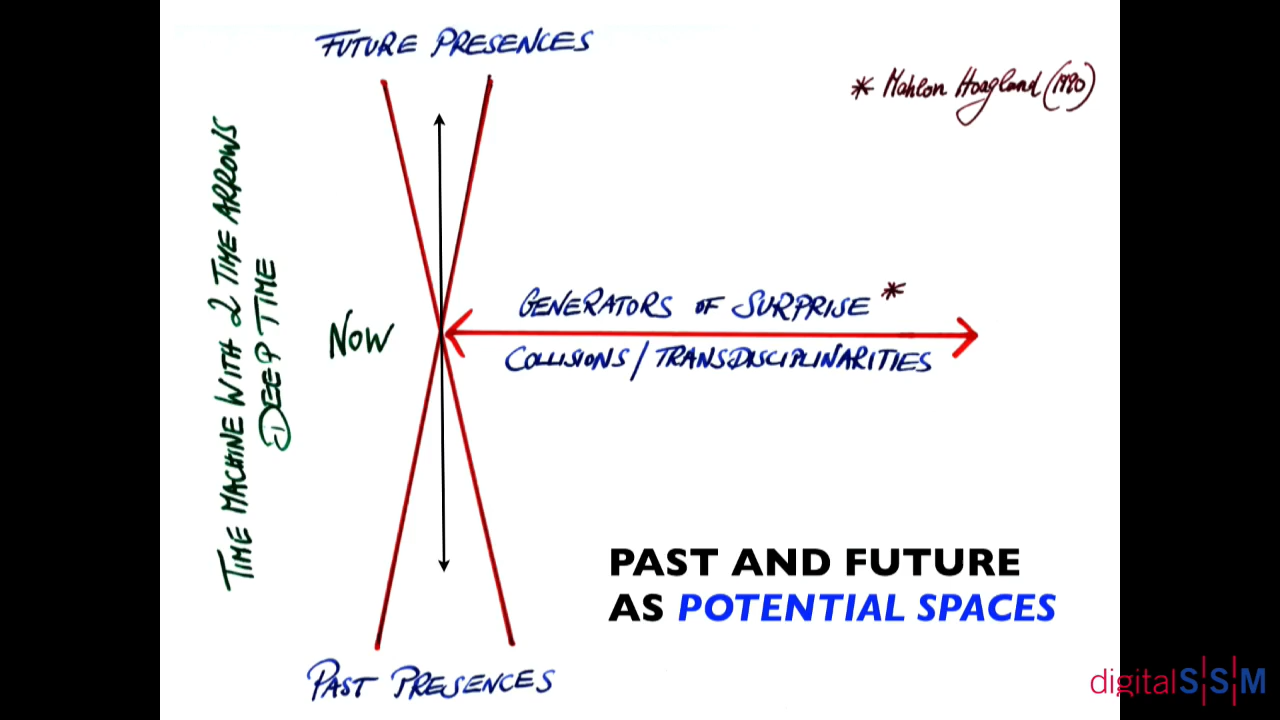 FUTURE PRESENCES
* Mahlon Hoagland (1990)
TIME MACHINE WITH 2 TIME ARROWS
DEEP TIME
GENERATORS OF SURPRISE *
NOW
COLLISIONS / TRANSDISCIPLINARITIES
PAST AND FUTURE
AS POTENTIAL SPACES
PAST PRESENCES
digitalS|S|M